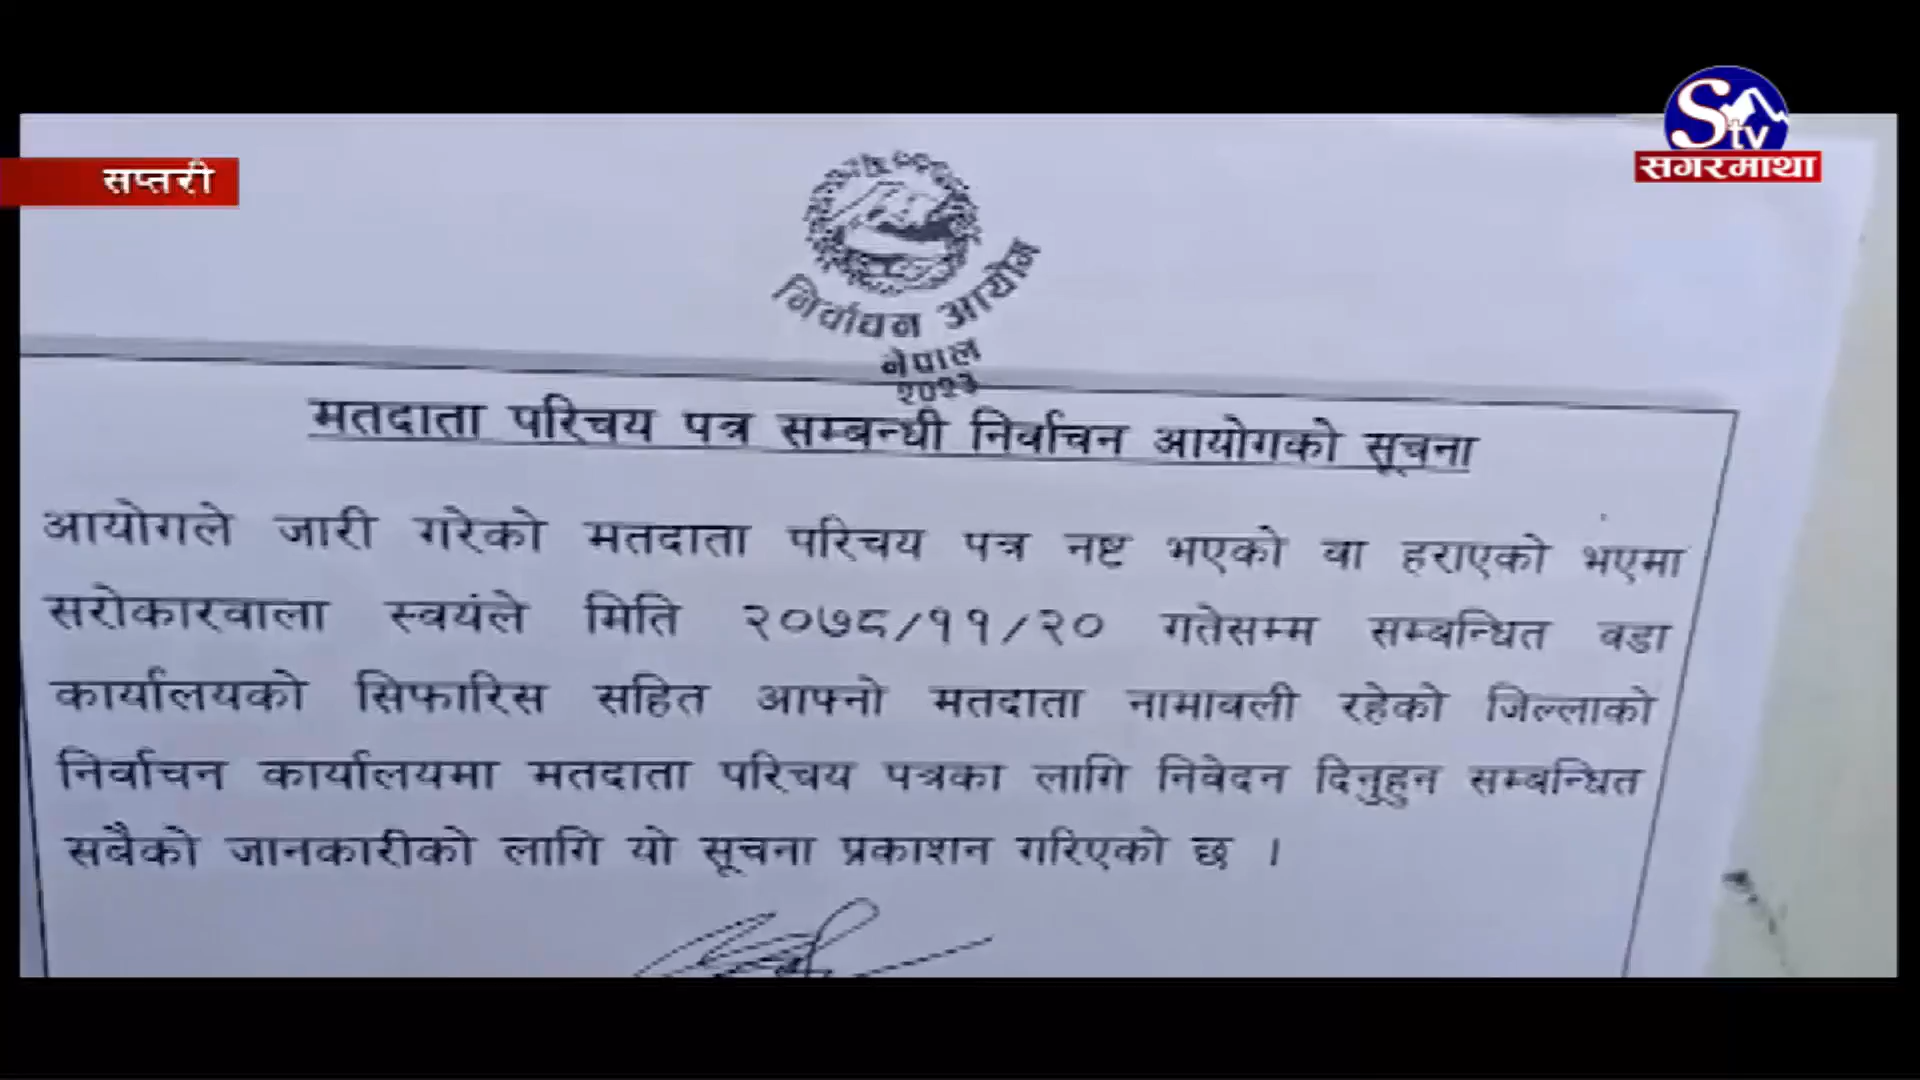 Stv
सगरमाथा
सप्तरी
निर्वाचन आयोग
नेपाल
२०२३
मतदाता परिचय पत्र सम्बन्धी निर्वाचन आयोगको सूचना
आयोगले जारी गरेको मतदाता परिचय पत्र नष्ट भएको वा हराएको भएमा
सरोकारवाला स्वयंले मिति २०७८/११/२० गतेसम्म सम्बन्धित वडा
कार्यालयको सिफारिस सहित आफ्नो मतदाता नामावली रहेको जिल्लाको
निर्वाचन कार्यालयमा मतदाता परिचय पत्रका लागि निवेदन दिनुहुन सम्बन्धित
सबैको जानकारीको लागि यो सूचना प्रकाशन गरिएको छ ।